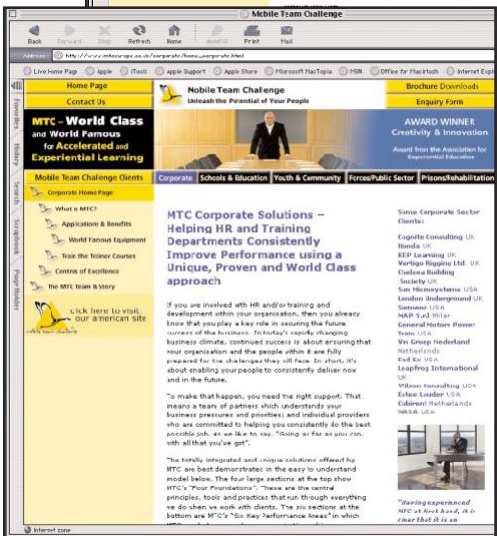 Mobile Team Challenge
Back Forward Stop Refresh Home AutoFill Print Mail
Address: http://www.mtceurope.co.uk/corporate/home_corporate.html
Live Home Page Apple iTools Apple Support Apple Store Microsoft MacTopia MSN Office for Macintosh Internet Expl
Favorites
History
Search
Scrapbook
Page Holder
Home Page
Contact Us
Mobile Team Challenge
Unleash the Potential of Your People
Brochure Downloads
Enquiry Form
MTC – World Class
and World Famous
for Accelerated and
Experiential Learning
AWARD WINNER
Creativity & Innovation
Award from the Association for
Experiential Education
Mobile Team Challenge Clients
Corporate Schools & Education Youth & Community Forces/Public Sector Prisons/Rehabilitation
Corporate Home Page
What is MTC?
Applications & Benefits
World Famous Equipment
Train the Trainer Courses
Centres of Excellence
The MTC Team & Story
click here to visit
our american site
MTC Corporate Solutions –
Helping HR and Training
Departments Consistently
Improve Performance using a
Unique, Proven and World Class
approach
If you are involved with HR and/or training and
development within your organisation, then you already
know that you play a key role in securing the future
success of the business. In today's rapidly changing
business climate, continued success is about ensuring that
your organisation and the people within it are fully
prepared for the challenges they will face. In short, it's
about enabling your people to consistently deliver now
and in the future.
To make that happen, you need the right support. That
means a team of partners which understands your
business pressures and priorities; and individual providers
who are committed to helping you consistently do the best
possible job, as we like to say, "Going as far as you can,
with all that you've got".
The totally integrated and unique solutions offered by
MTC are best demonstrated in the easy to understand
model below. The four large sections at the top show
MTC's "Four Foundations". These are the central
principles, tools and practices that run through everything
we do when we work with clients. The six sections at the
bottom are MTC's "Six Key Performance Areas" in which
Some Corporate Sector
Clients:
Cognite Consulting UK
Honda UK
KEP Learning UK
Vertigo Rigging Ltd. UK
Chelsea Building
Society UK
Sun Microsystems USA
London Underground UK
Siemens USA
MAP S.r.l Milan
General Motors Power
Train USA
Vn Group Nederland
Netherlands
Fed Ex USA
Leapfrog International
UK
Wilson Consulting USA
Estee Lauder USA
Eubirent Netherlands
NASA USA
"Having experienced
MTC at first hand, it is
clear that it is an
Internet zone